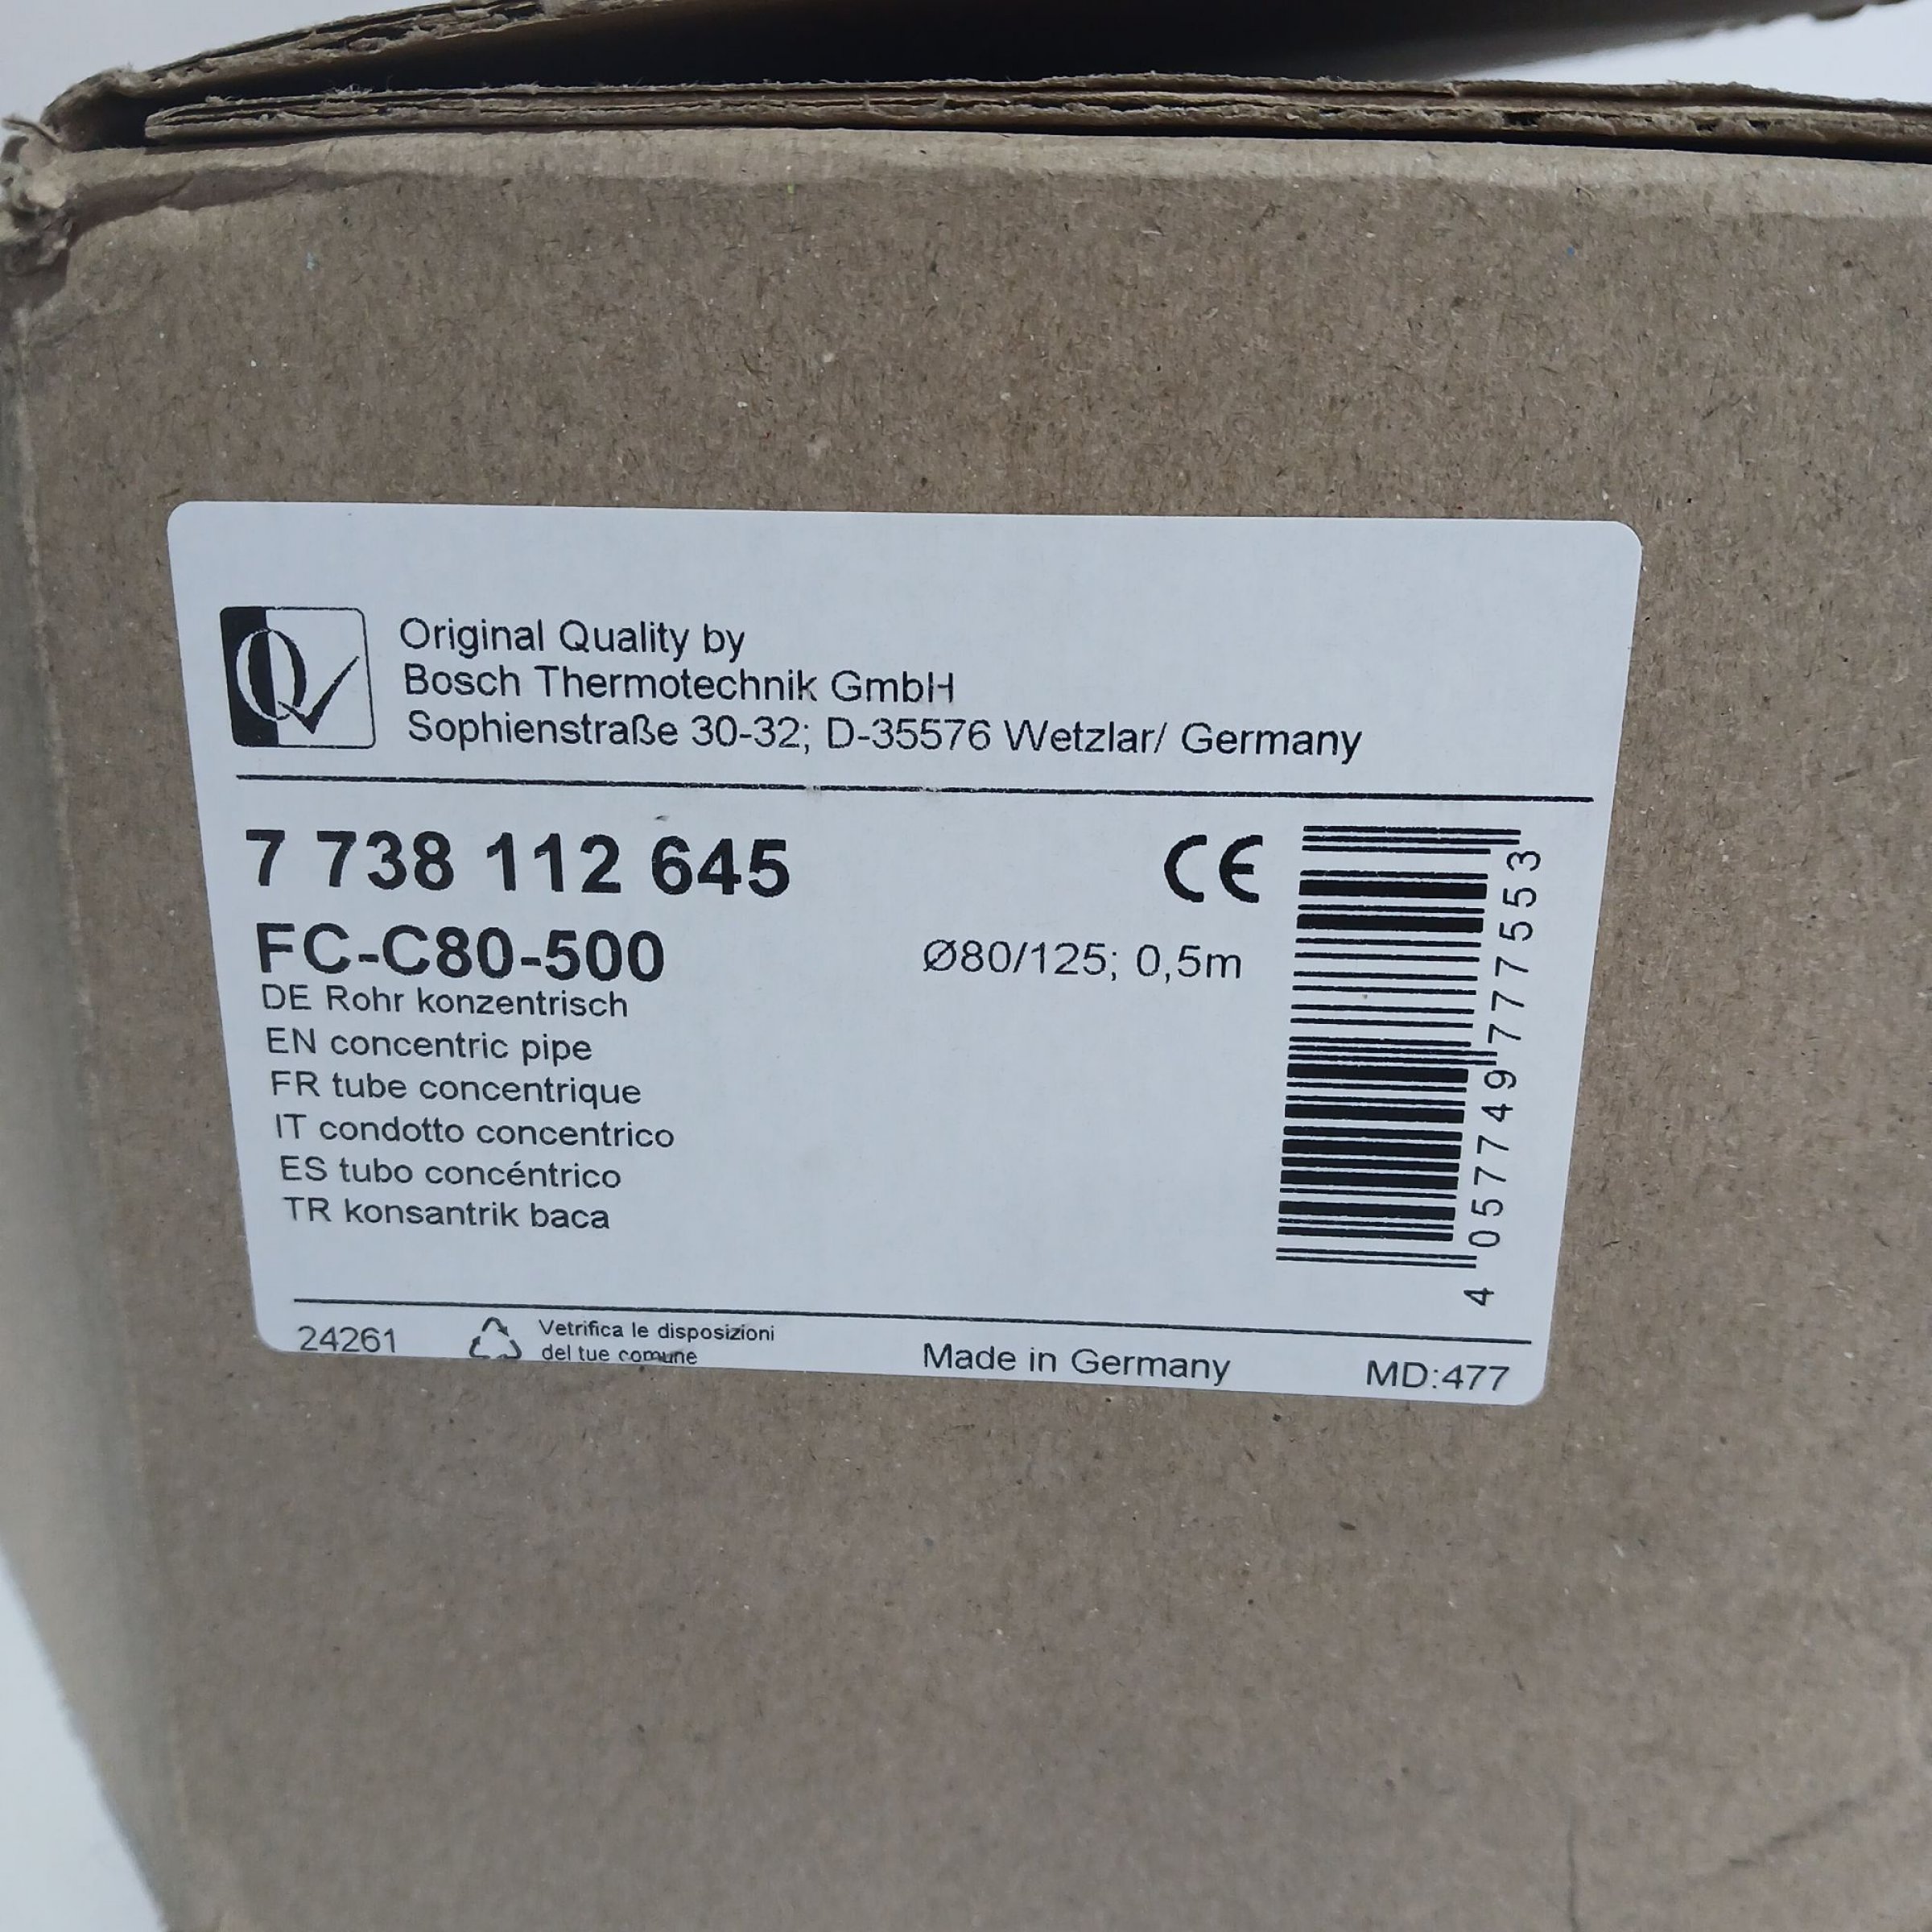 Original Quality by
Bosch Thermotechnik GmbH
Sophienstraße 30-32; D-35576 Wetzlar/ Germany
7 738 112 645
CE
FC-C80-500
Ø80/125; 0,5m
DE Rohr konzentrisch
EN concentric pipe
FR tube concentrique
IT condotto concentrico
ES tubo concéntrico
TR konsantrik baca
4 057749 777553
24261
Vetrifica le disposizioni
del tue comune
Made in Germany
MD:477